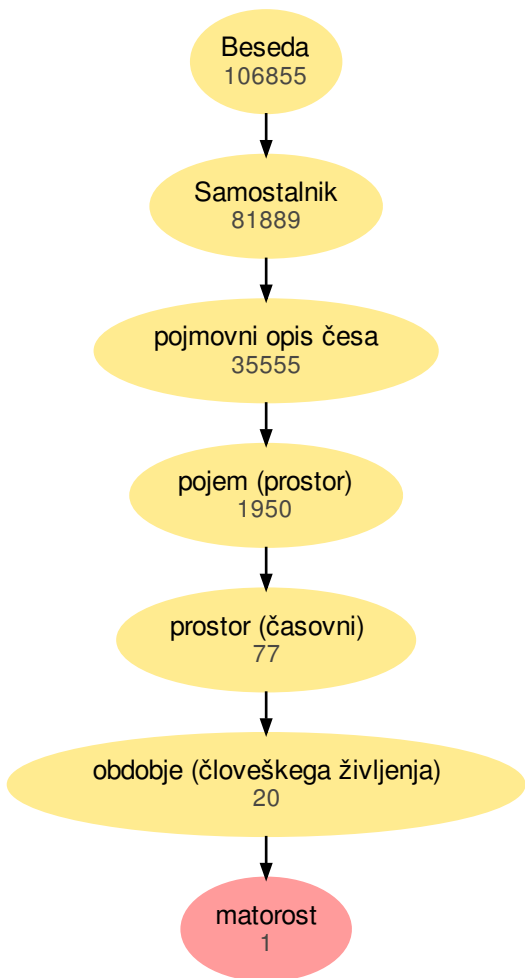 Beseda
106855
Samostalnik
81889
pojmovni opis česa
35555
pojem (prostor)
1950
prostor (časovni)
77
obdobje (človeškega življenja)
20
matorost
1